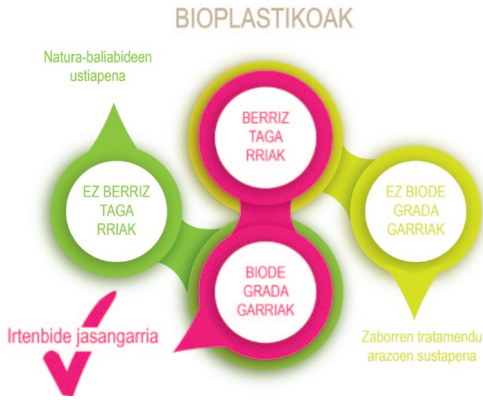 BIOPLASTIKOAK
Natura-baliabideen
ustiapena
BERRIZ
TAGA
RRIAK
EZ BERRIZ
TAGA
RRIAK
EZ BIODE
GRADA
GARRIAK
BIODE
GRADA
GARRIAK
Irtenbide jasangarria
Zaborren tratamendu
arazoen sustapena